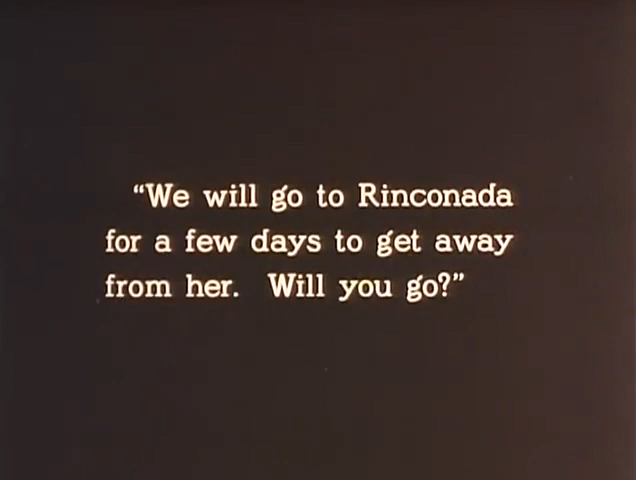 “We will go to Rinconada
for a few days to get away
from her. Will you go?”